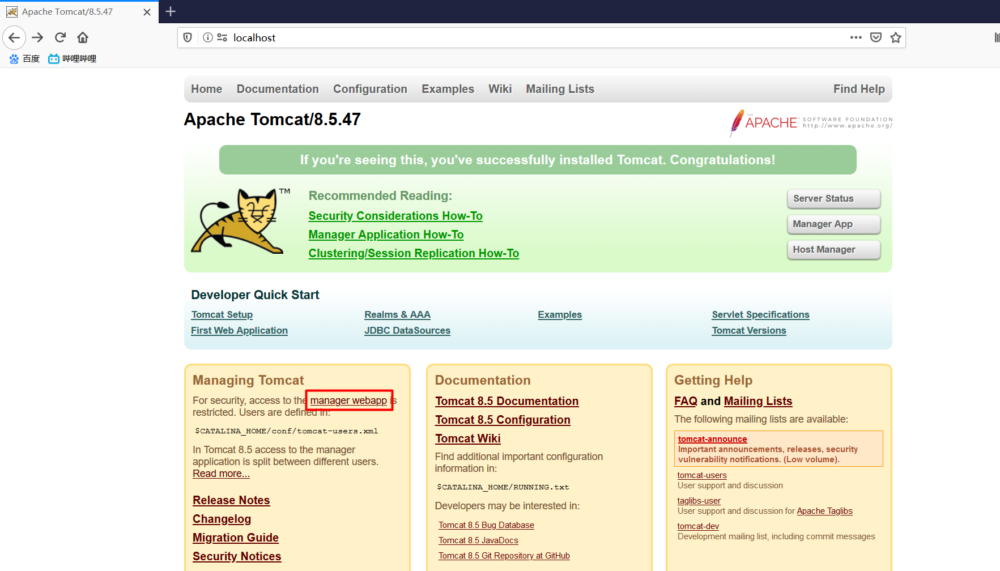 Apache Tomcat/8.5.47
localhost
百度 哔哩哔哩
Home Documentation Configuration Examples Wiki Mailing Lists Find Help
Apache Tomcat/8.5.47
THE APACHE™ SOFTWARE FOUNDATION
http://www.apache.org/
If you're seeing this, you've successfully installed Tomcat. Congratulations!
TM
Recommended Reading:
Security Considerations How-To
Manager Application How-To
Clustering/Session Replication How-To
Server Status
Manager App
Host Manager
Developer Quick Start
Tomcat Setup
First Web Application
Realms & AAA
JDBC DataSources
Examples
Servlet Specifications
Tomcat Versions
Managing Tomcat
For security, access to the manager webapp is
restricted. Users are defined in:
$CATALINA_HOME/conf/tomcat-users.xml
In Tomcat 8.5 access to the manager
application is split between different users.
Read more...
Release Notes
Changelog
Migration Guide
Security Notices
Documentation
Tomcat 8.5 Documentation
Tomcat 8.5 Configuration
Tomcat Wiki
Find additional important configuration
information in:
$CATALINA_HOME/RUNNING.txt
Developers may be interested in:
Tomcat 8.5 Bug Database
Tomcat 8.5 JavaDocs
Tomcat 8.5 Git Repository at GitHub
Getting Help
FAQ and Mailing Lists
The following mailing lists are available:
tomcat-announce
Important announcements, releases, security
vulnerability notifications. (Low volume).
tomcat-users
User support and discussion
taglibs-user
User support and discussion for Apache Taglibs
tomcat-dev
Development mailing list, including commit messages